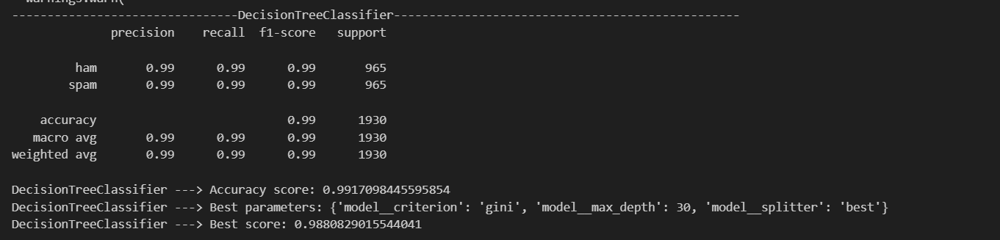 warnings.warn(
--------------------------------DecisionTreeClassifier-------------------------------------------------
precision recall f1-score support
ham 0.99 0.99 0.99 965
spam 0.99 0.99 0.99 965
accuracy 0.99 1930
macro avg 0.99 0.99 0.99 1930
weighted avg 0.99 0.99 0.99 1930
DecisionTreeClassifier ---> Accuracy score: 0.9917098445595854
DecisionTreeClassifier ---> Best parameters: {'model__criterion': 'gini', 'model__max_depth': 30, 'model__splitter': 'best'}
DecisionTreeClassifier ---> Best score: 0.9880829015544041